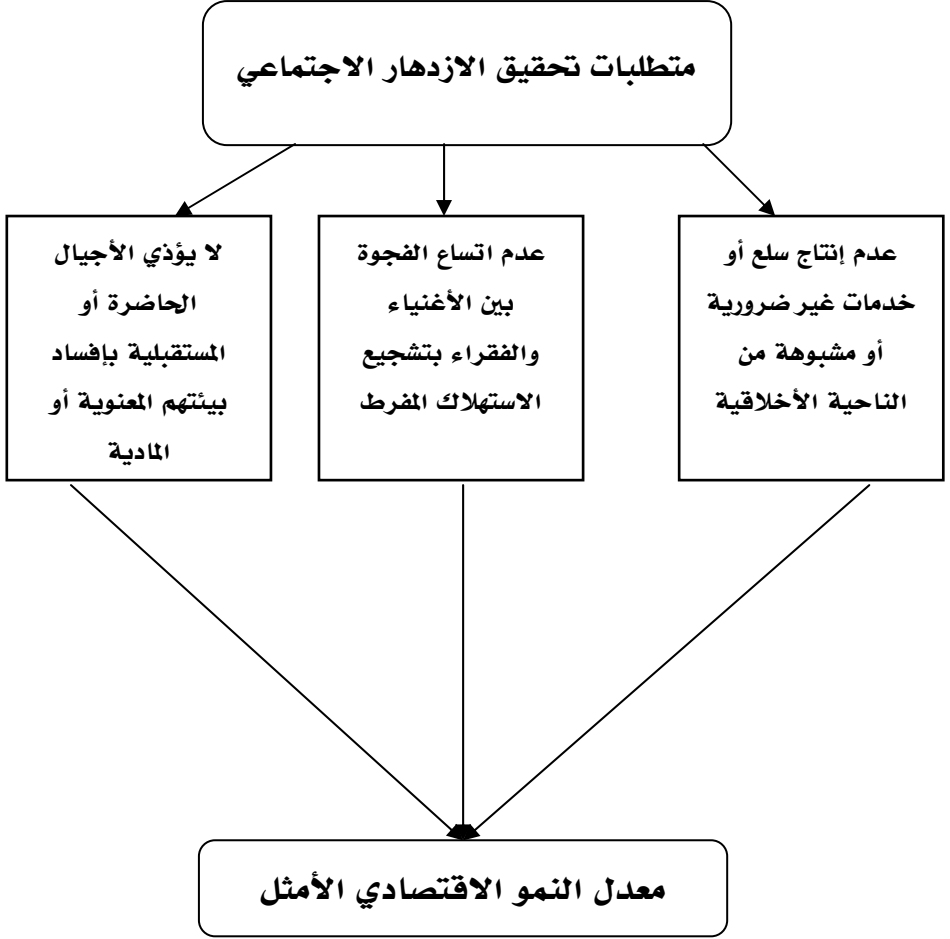 متطلبات تحقيق الازدهار الاجتماعي
عدم إنتاج سلع أو
خدمات غير ضرورية
أو مشبوهة من
الناحية الأخلاقية
عدم اتساع الفجوة
بين الأغنياء
والفقراء بتشجيع
الاستهلاك المفرط
لا يؤذي الأجيال
الحاضرة أو
المستقبلية بإفساد
بيئتهم المعنوية أو
المادية
معدل النمو الاقتصادي الأمثل